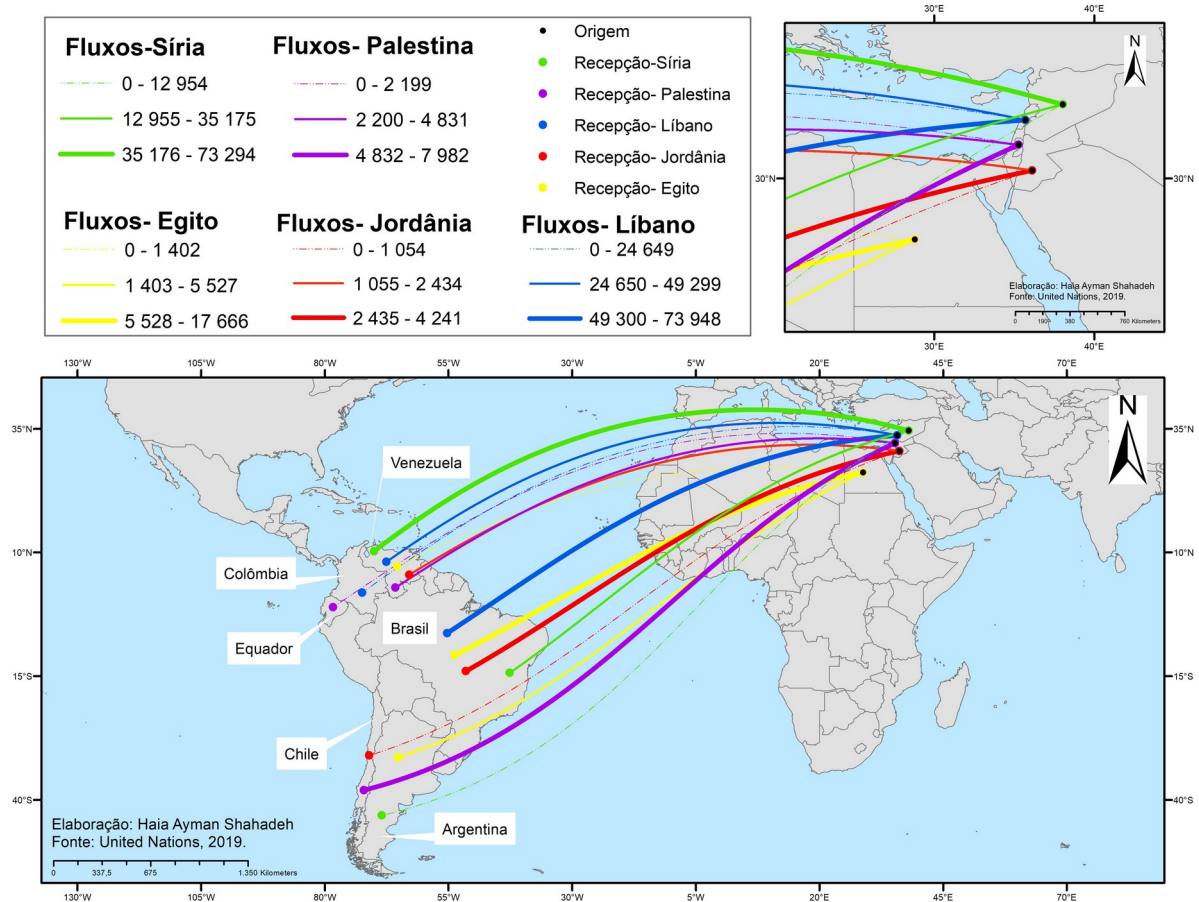 Fluxos-Síria
0 - 12 954
12 955 - 35 175
35 176 - 73 294
Fluxos- Palestina
0 - 2 199
2 200 - 4 831
4 832 - 7 982
Origem
Recepção-Síria
Recepção- Palestina
Recepção- Líbano
Recepção- Jordânia
Recepção- Egito
Fluxos- Egito
0 - 1 402
1 403 - 5 527
5 528 - 17 666
Fluxos- Jordânia
0 - 1 054
1 055 - 2 434
2 435 - 4 241
Fluxos- Líbano
0 - 24 649
24 650 - 49 299
49 300 - 73 948
30°E 40°E
N
30°N 30°N
Elaboração: Haia Ayman Shahadeh
Fonte: United Nations, 2019.
0 190 380 760 Kilometers
30°E 40°E
130°W 105°W 80°W 55°W 30°W 5°W 20°E 45°E 70°E
N
35°N 35°N
Venezuela
10°N 10°N
Colômbia
Brasil
Equador
15°S 15°S
Chile
40°S 40°S
Argentina
Elaboração: Haia Ayman Shahadeh
Fonte: United Nations, 2019.
0 337,5 675 1.350 Kilometers
130°W 105°W 80°W 55°W 30°W 5°W 20°E 45°E 70°E